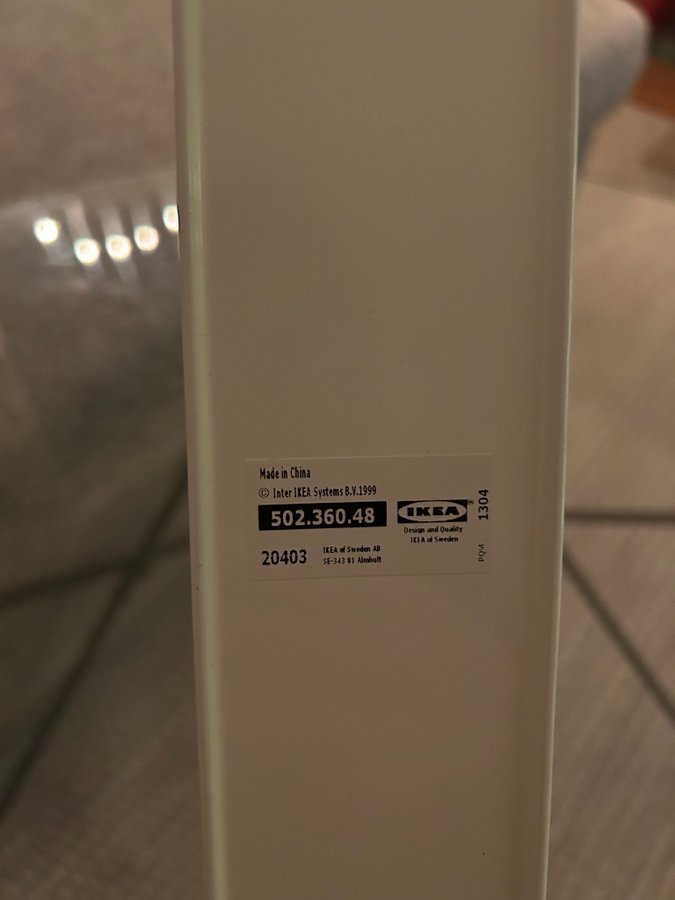 Made in China
© Inter IKEA Systems B.V.1999
502.360.48
IKEA®
Design and Quality
IKEA of Sweden
20403
IKEA of Sweden AB
SE-343 81 Älmhult
1304
PQM